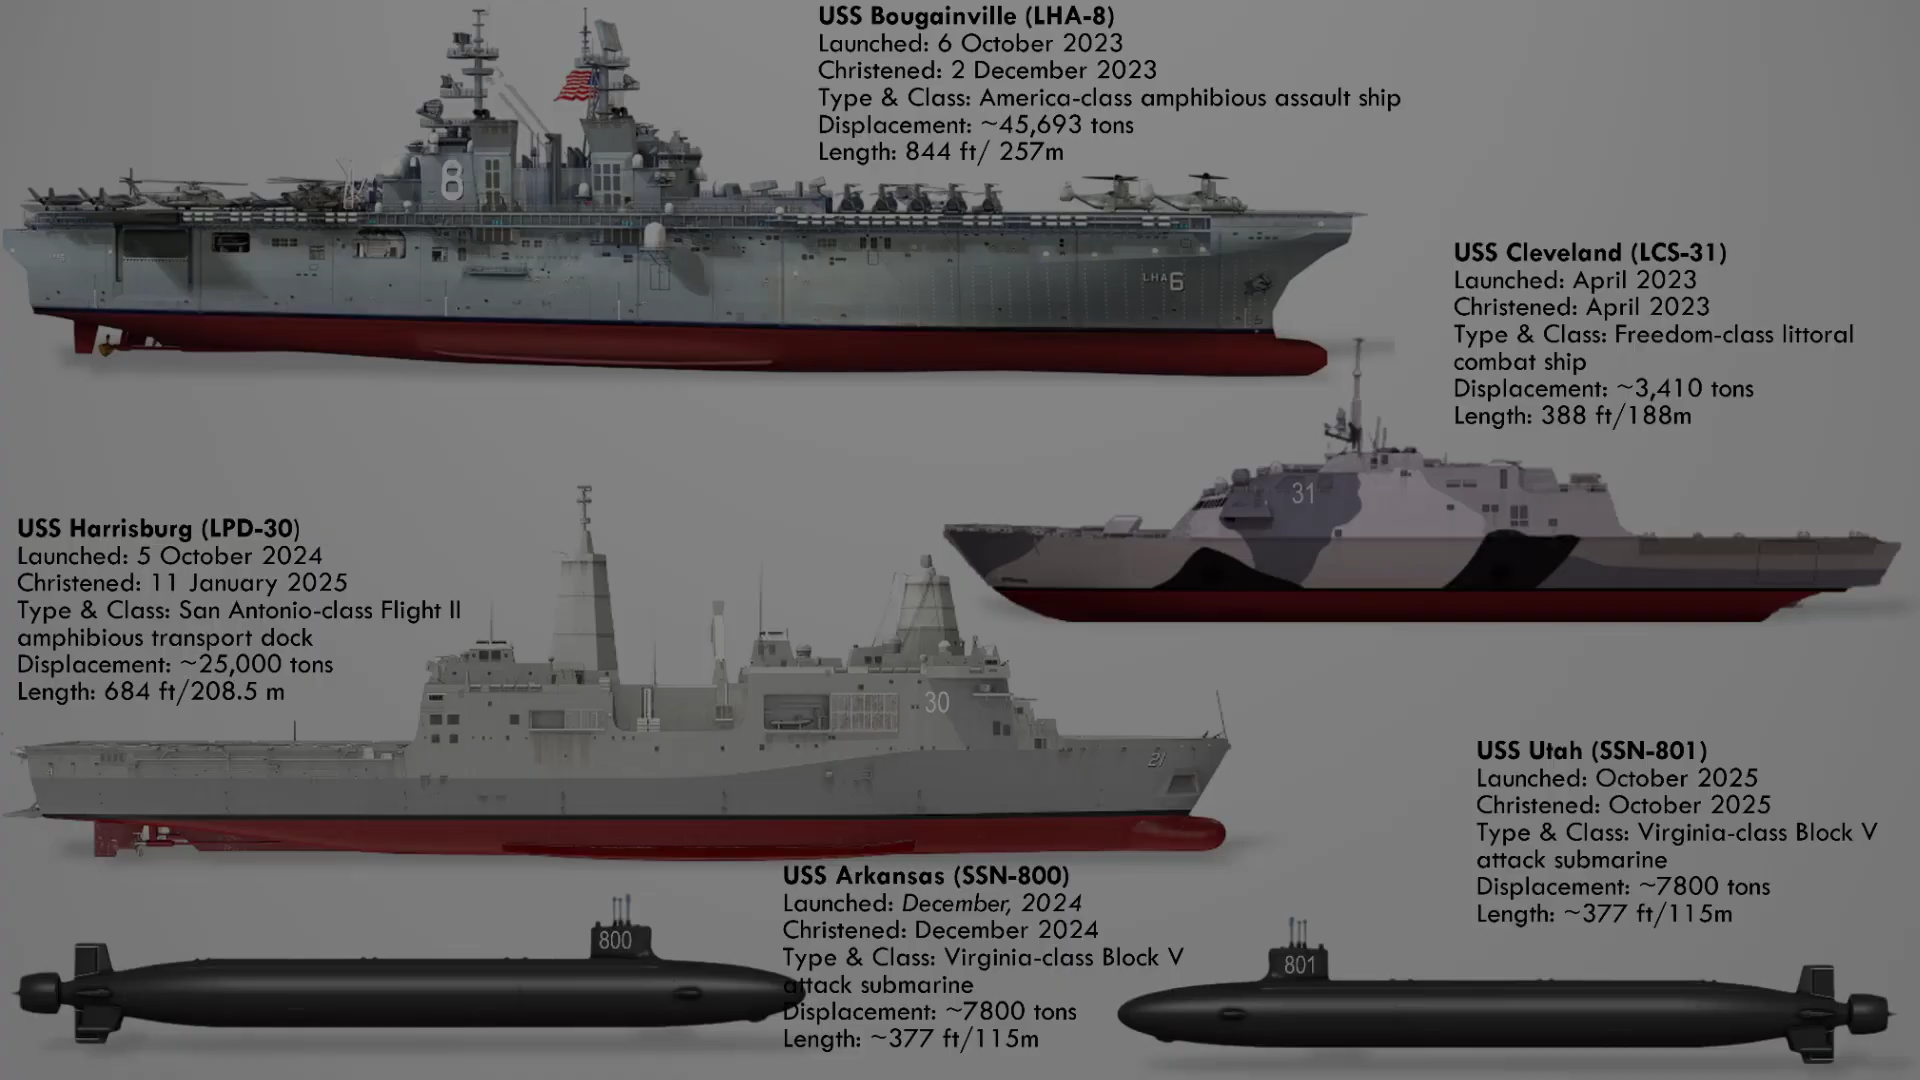 USS Bougainville (LHA-8)
Launched: 6 October 2023
Christened: 2 December 2023
Type & Class: America-class amphibious assault ship
Displacement: ~45,693 tons
Length: 844 ft/ 257m
8
LHA 6
USS Cleveland (LCS-31)
Launched: April 2023
Christened: April 2023
Type & Class: Freedom-class littoral
combat ship
Displacement: ~3,410 tons
Length: 388 ft/188m
31
USS Harrisburg (LPD-30)
Launched: 5 October 2024
Christened: 11 January 2025
Type & Class: San Antonio-class Flight II
amphibious transport dock
Displacement: ~25,000 tons
Length: 684 ft/208.5 m
30
21
USS Utah (SSN-801)
Launched: October 2025
Christened: October 2025
Type & Class: Virginia-class Block V
attack submarine
Displacement: ~7800 tons
Length: ~377 ft/115m
USS Arkansas (SSN-800)
Launched: December, 2024
Christened: December 2024
Type & Class: Virginia-class Block V
attack submarine
Displacement: ~7800 tons
Length: ~377 ft/115m
800
801